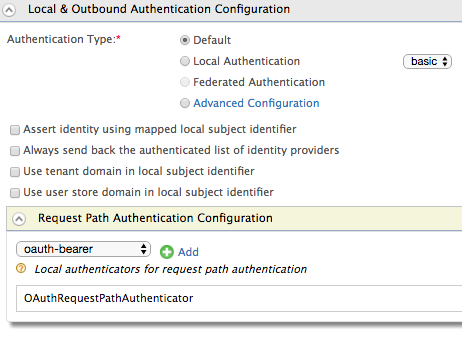 Local & Outbound Authentication Configuration
Authentication Type:* Default
Local Authentication basic
Federated Authentication
Advanced Configuration
Assert identity using mapped local subject identifier
Always send back the authenticated list of identity providers
Use tenant domain in local subject identifier
Use user store domain in local subject identifier
Request Path Authentication Configuration
oauth-bearer Add
Local authenticators for request path authentication
OAuthRequestPathAuthenticator